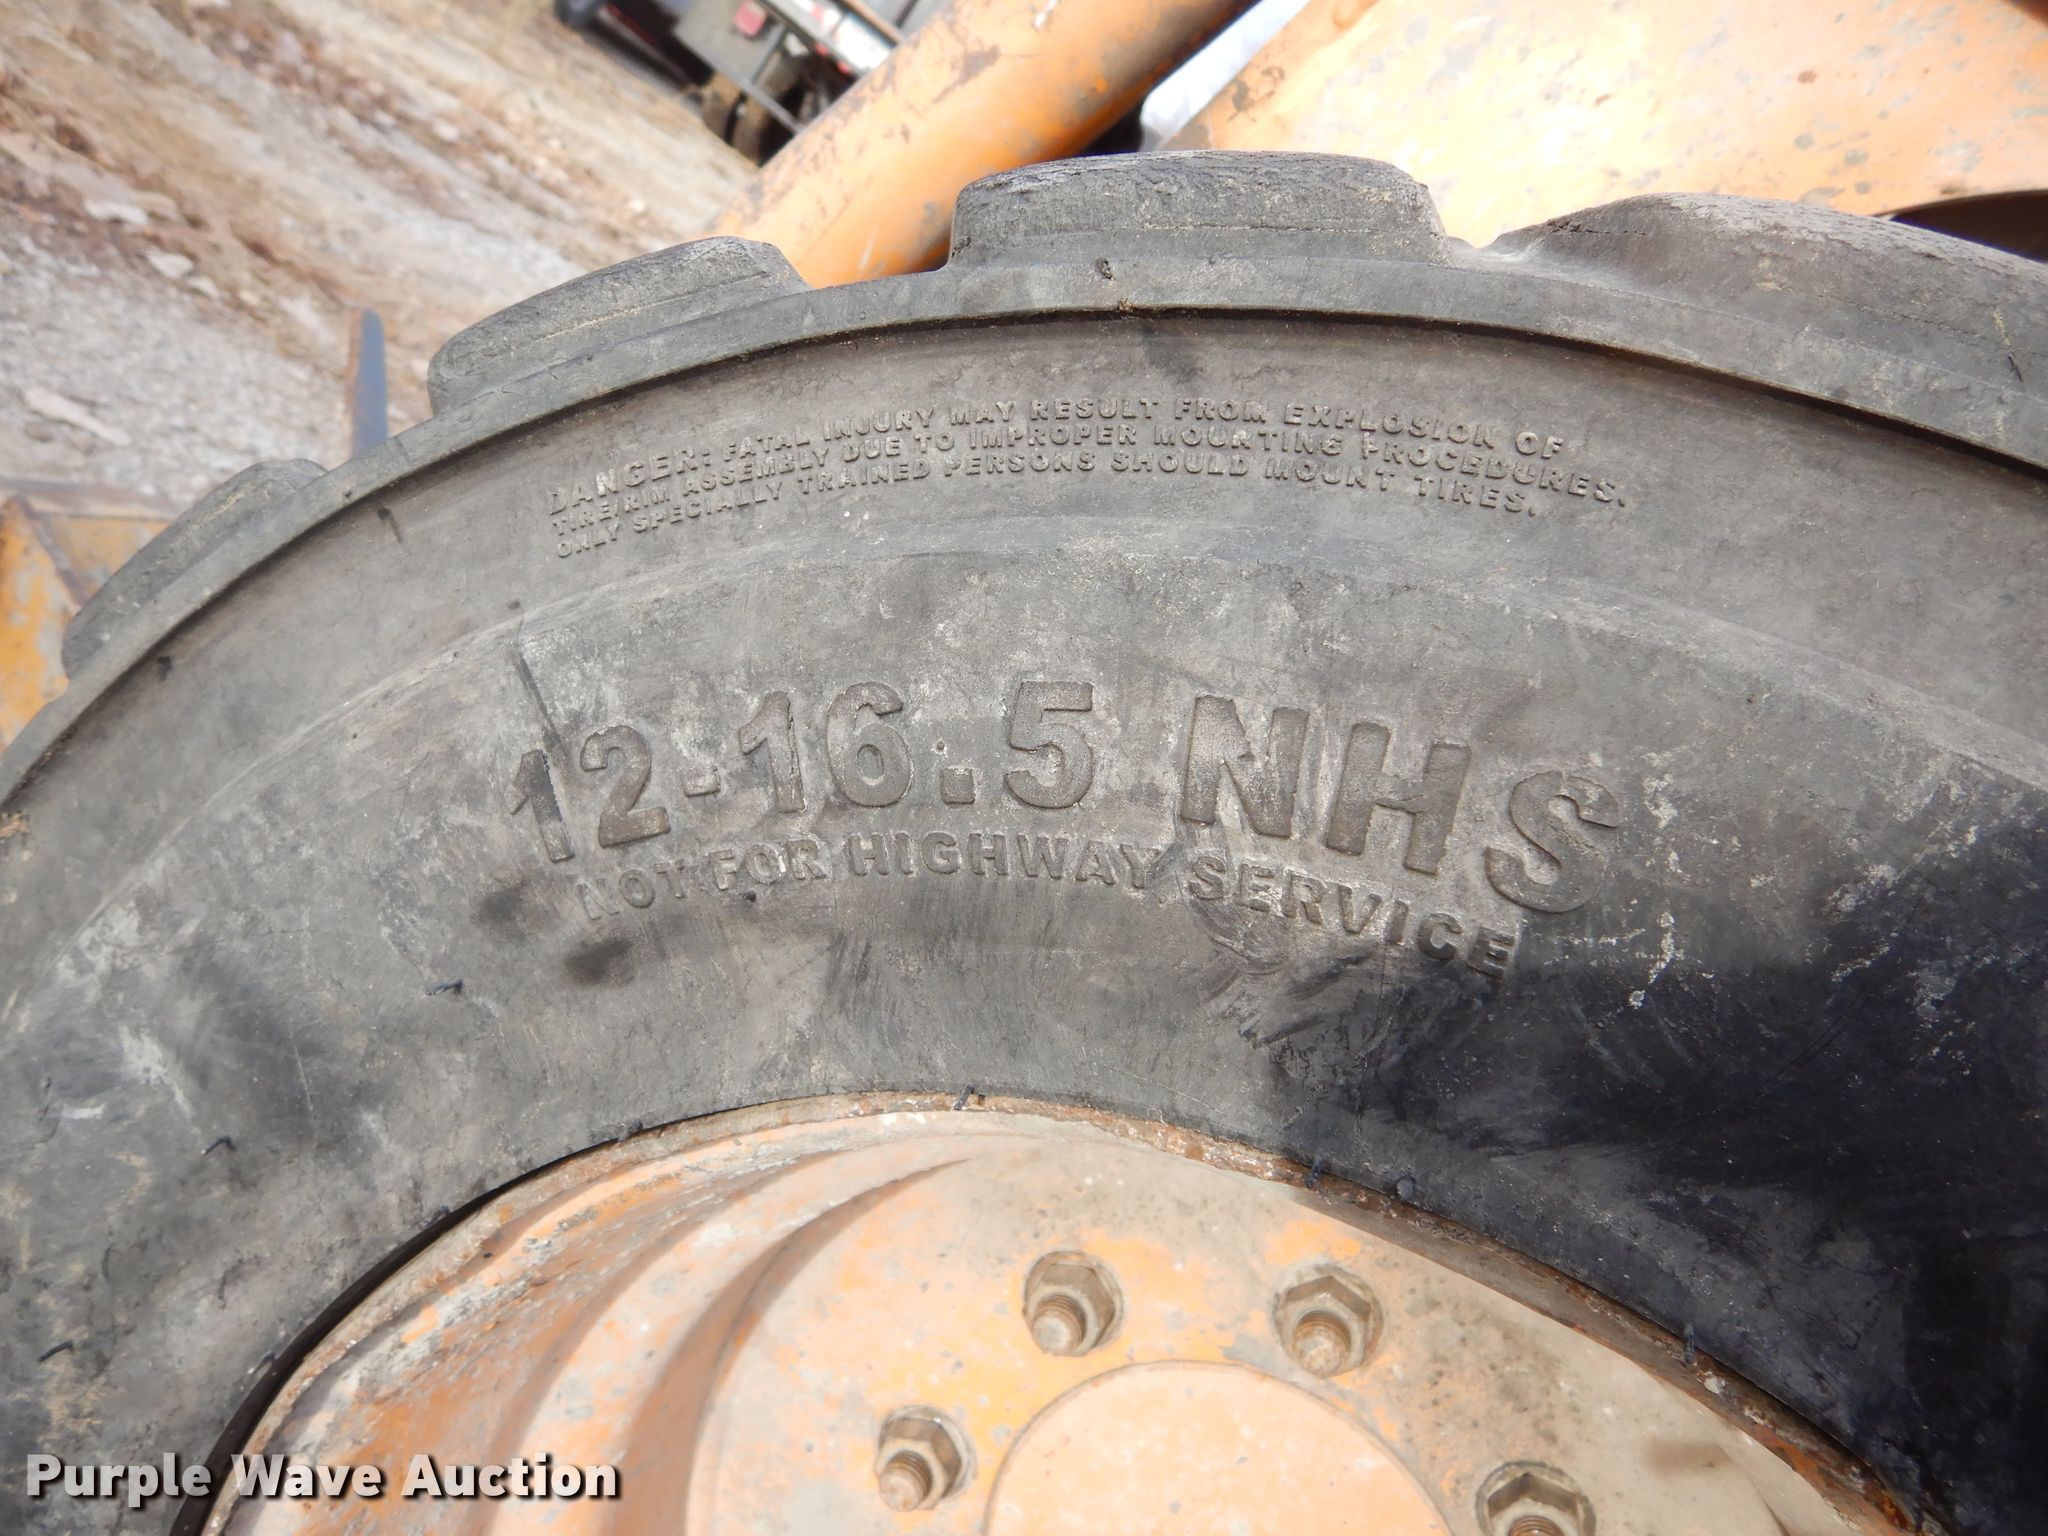 DANGER: FATAL INJURY MAY RESULT FROM EXPLOSION OF
TIRE/RIM ASSEMBLY DUE TO IMPROPER MOUNTING PROCEDURES.
ONLY SPECIALLY TRAINED PERSONS SHOULD MOUNT TIRES.
12-16.5 NHS
NOT FOR HIGHWAY SERVICE
Purple Wave Auction